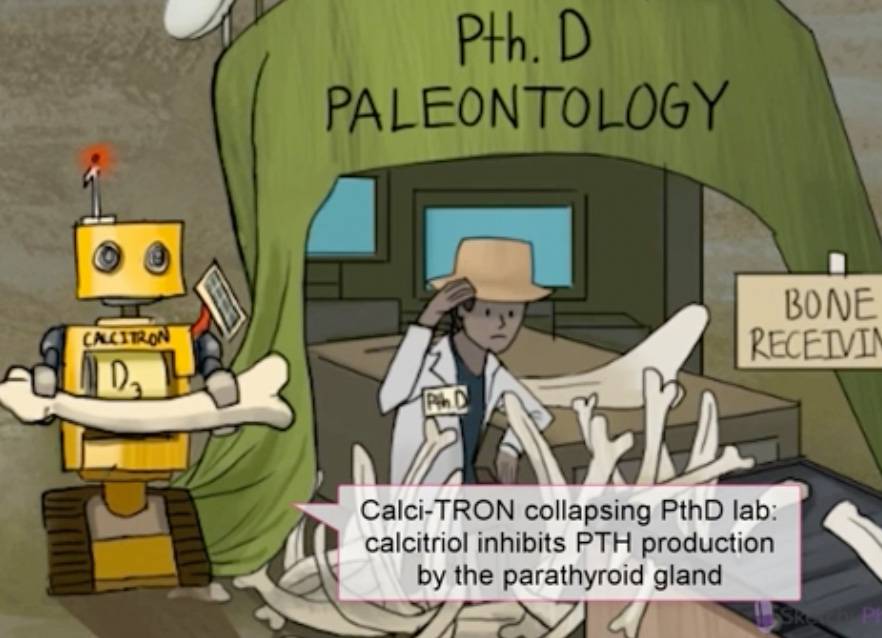 Pth. D
PALEONTOLOGY
CALCITRON
D3
Pth. D
BONE
Calci-TRON collapsing PthD lab:
calcitriol inhibits PTH production
by the parathyroid gland